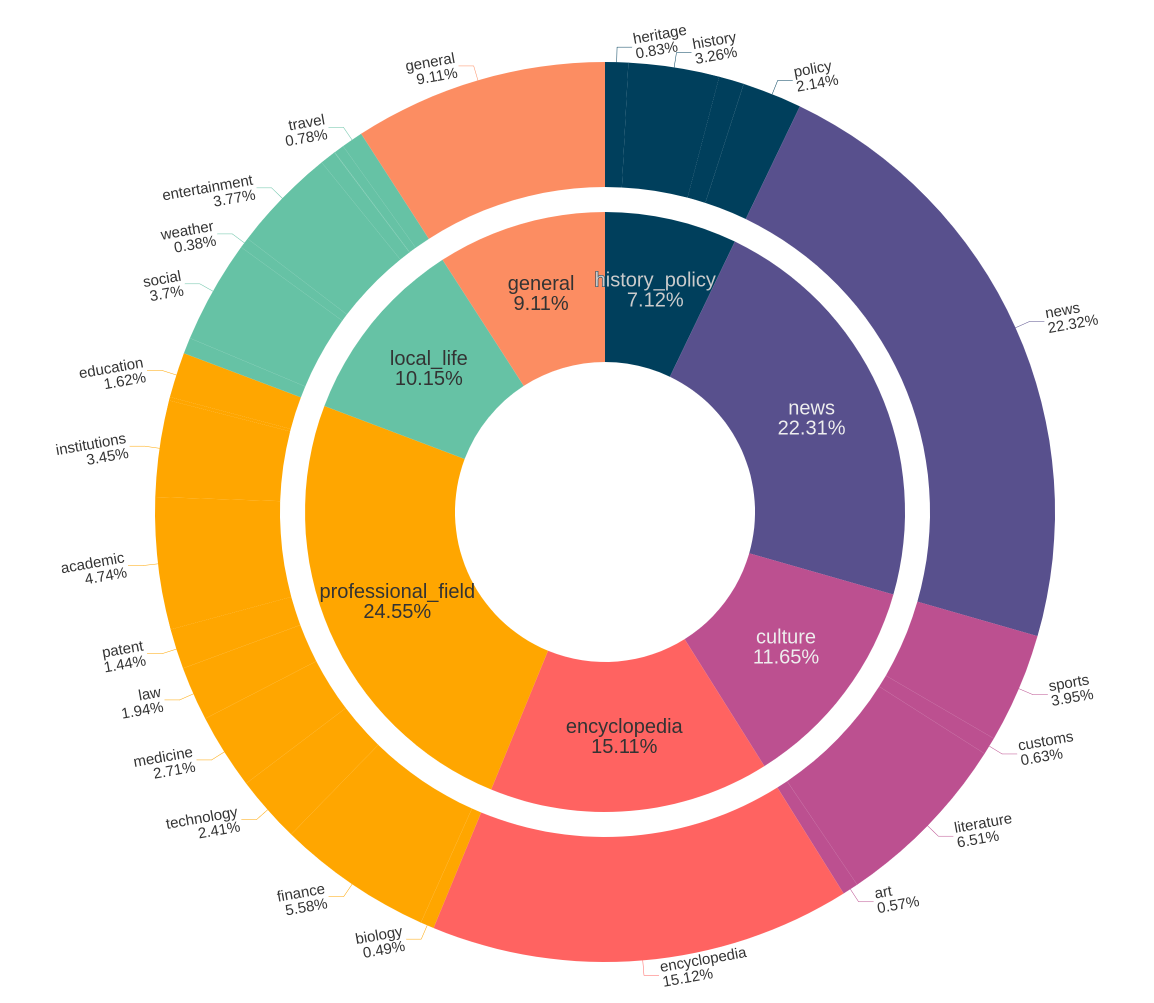 heritage
0.83%
history
3.26%
policy
2.14%
general
9.11%
travel
0.78%
entertainment
3.77%
weather
0.38%
social
3.7%
education
1.62%
institutions
3.45%
academic
4.74%
patent
1.44%
law
1.94%
medicine
2.71%
technology
2.41%
finance
5.58%
biology
0.49%
encyclopedia
15.12%
art
0.57%
literature
6.51%
customs
0.63%
sports
3.95%
news
22.32%
general
9.11%
history_policy
7.12%
local_life
10.15%
news
22.31%
professional_field
24.55%
culture
11.65%
encyclopedia
15.11%